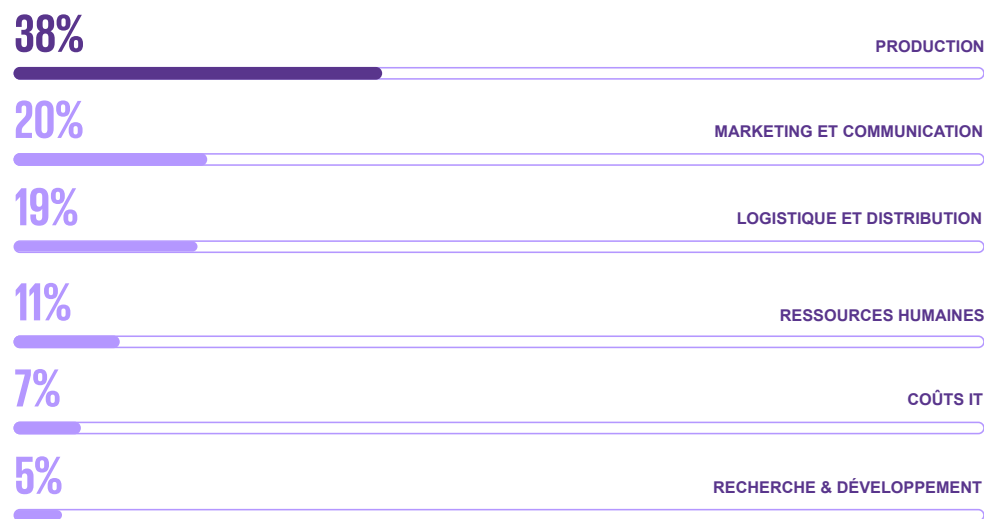 38%
PRODUCTION
20%
MARKETING ET COMMUNICATION
19%
LOGISTIQUE ET DISTRIBUTION
11%
RESSOURCES HUMAINES
7%
COÛTS IT
5%
RECHERCHE & DÉVELOPPEMENT